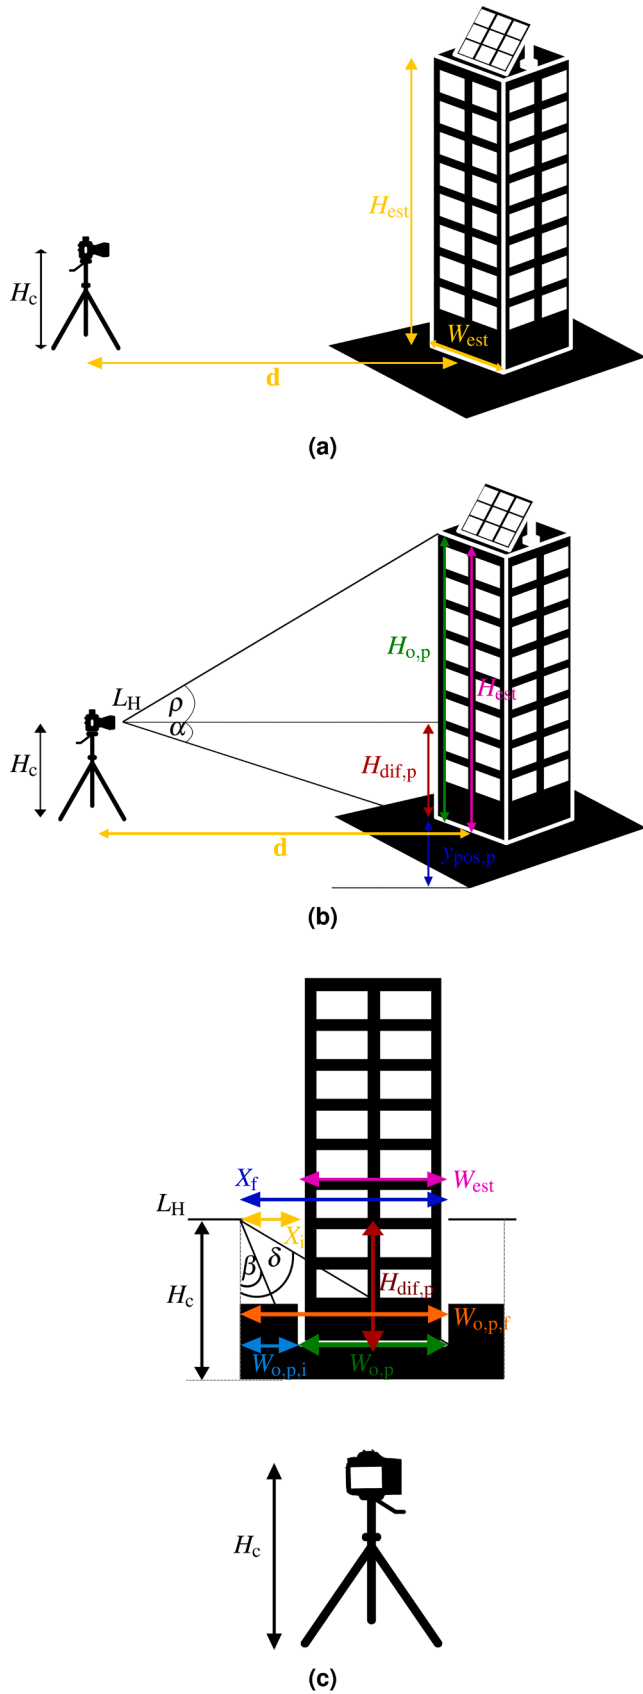 H_est
H_c
W_est
d
(a)
H_o,p
L_H
ρ
H_est
α
H_c
H_dif,p
d
y_pos,p
(b)
X_f
W_est
L_H
X_i
β
δ
H_c
H_dif,p
W_o,p,f
W_o,p,i
W_o,p
H_c
(c)